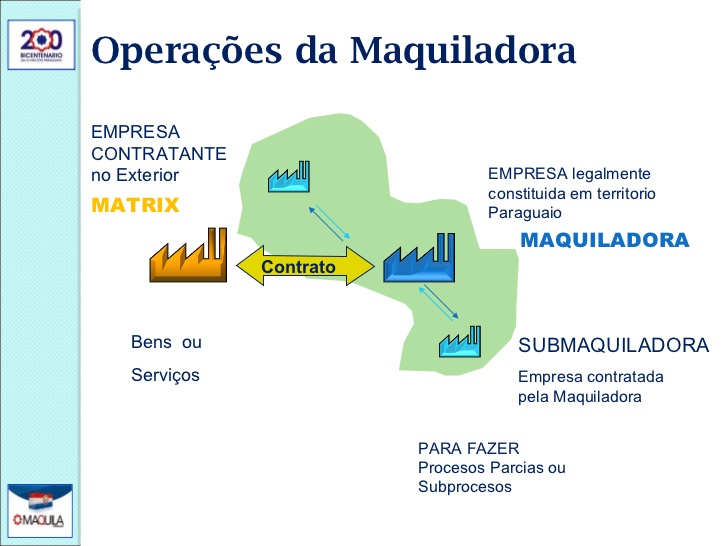 200
BICENTENARIO
Operações da Maquiladora
EMPRESA
CONTRATANTE
no Exterior
MATRIX
EMPRESA legalmente
constituida em territorio
Paraguaio
MAQUILADORA
Contrato
Bens ou
Serviços
SUBMAQUILADORA
Empresa contratada
pela Maquiladora
PARA FAZER
Procesos Parcias ou
Subprocesos
MAQUILA